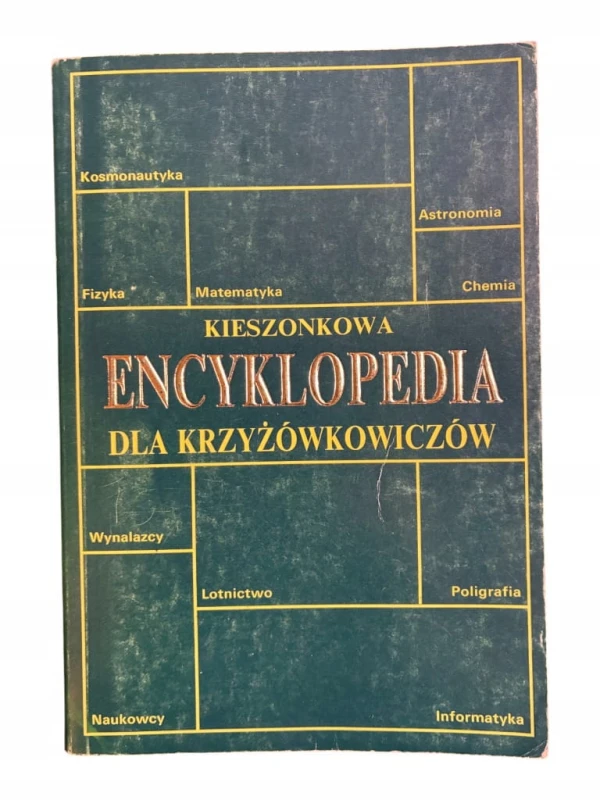 Kosmonautyka
Astronomia
Fizyka
Matematyka
Chemia
KIESZONKOWA
ENCYKLOPEDIA
DLA KRZYŻÓWKOWICZÓW
Wynalazcy
Lotnictwo
Poligrafia
Naukowcy
Informatyka